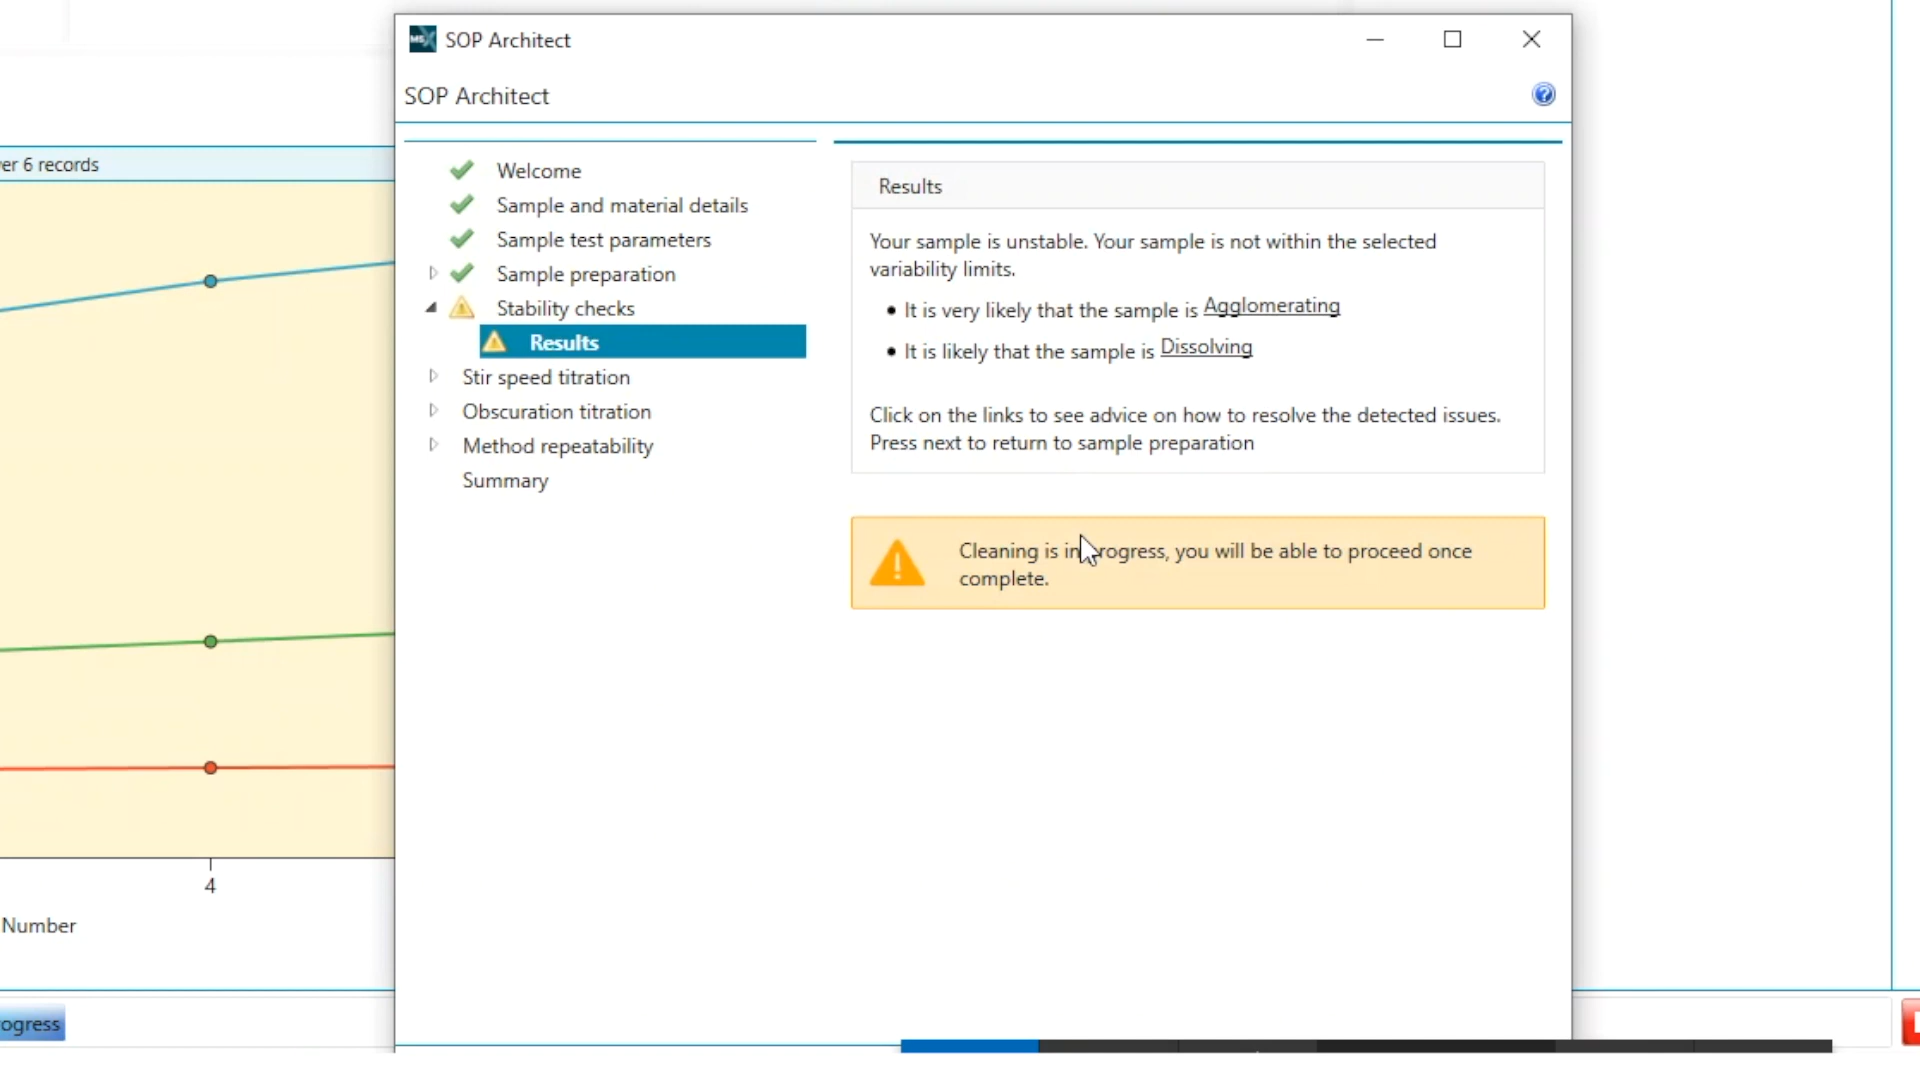 SOP Architect
SOP Architect
er 6 records
Welcome
Sample and material details
Sample test parameters
Sample preparation
Stability checks
Results
Stir speed titration
Obscuration titration
Method repeatability
Summary
Results
Your sample is unstable. Your sample is not within the selected
variability limits.
• It is very likely that the sample is Agglomerating
• It is likely that the sample is Dissolving
Click on the links to see advice on how to resolve the detected issues.
Press next to return to sample preparation
Cleaning is in progress, you will be able to proceed once
complete.
4
Number
ogress